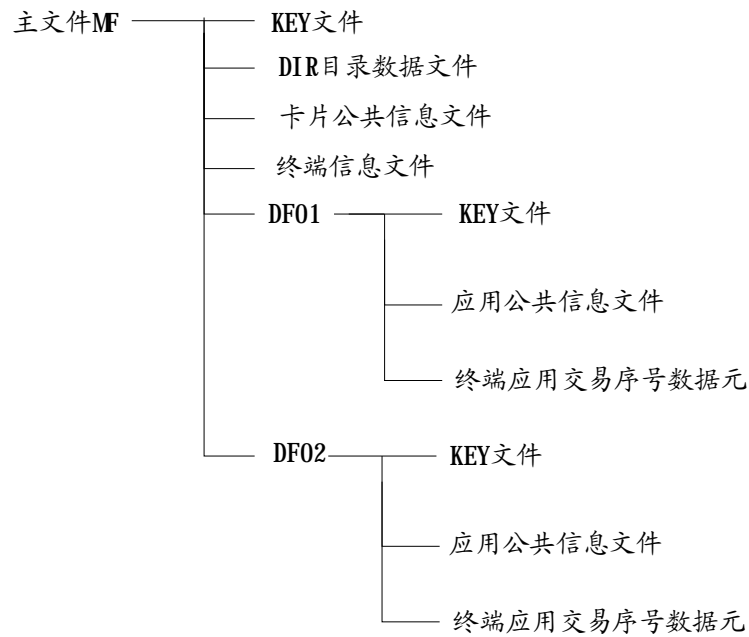 主文件MF
KEY文件
DIR目录数据文件
卡片公共信息文件
终端信息文件
DF01
KEY文件
应用公共信息文件
终端应用交易序号数据元
DF02
KEY文件
应用公共信息文件
终端应用交易序号数据元